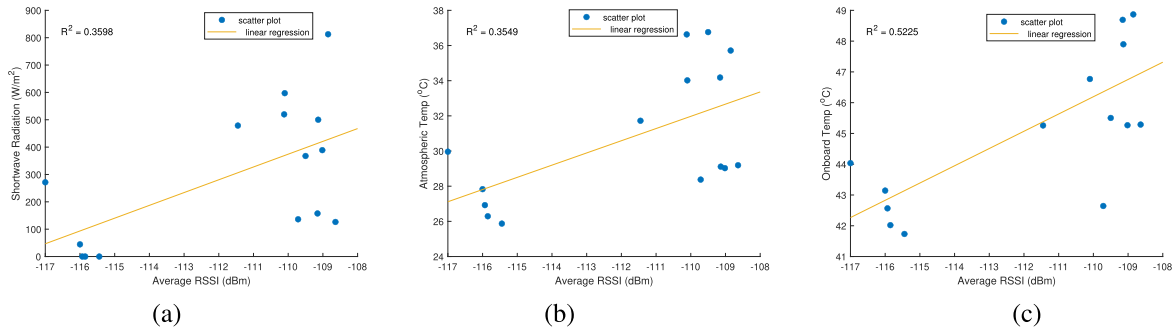 R² = 0.3598
scatter plot
linear regression
Shortwave Radiation (W/m²)
900
800
700
600
500
400
300
200
100
0
-117 -116 -115 -114 -113 -112 -111 -110 -109 -108
Average RSSI (dBm)
(a)
R² = 0.3549
scatter plot
linear regression
Atmospheric Temp (°C)
38
36
34
32
30
28
26
24
-117 -116 -115 -114 -113 -112 -111 -110 -109 -108
Average RSSI (dBm)
(b)
R² = 0.5225
scatter plot
linear regression
Onboard Temp (°C)
49
48
47
46
45
44
43
42
41
-117 -116 -115 -114 -113 -112 -111 -110 -109 -108
Average RSSI (dBm)
(c)